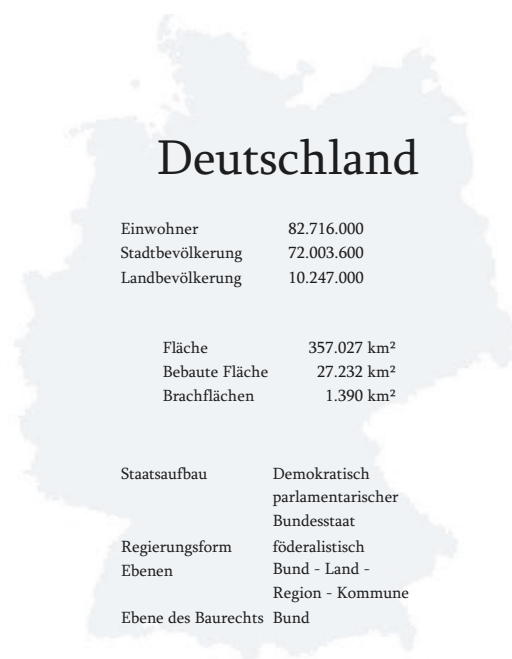 Deutschland
Einwohner 82.716.000
Stadtbevölkerung 72.003.600
Landbevölkerung 10.247.000
Fläche 357.027 km²
Bebaute Fläche 27.232 km²
Brachflächen 1.390 km²
Staatsaufbau Demokratisch
parlamentarischer
Bundesstaat
Regierungsform föderalistisch
Ebenen Bund - Land -
Region - Kommune
Ebene des Baurechts Bund